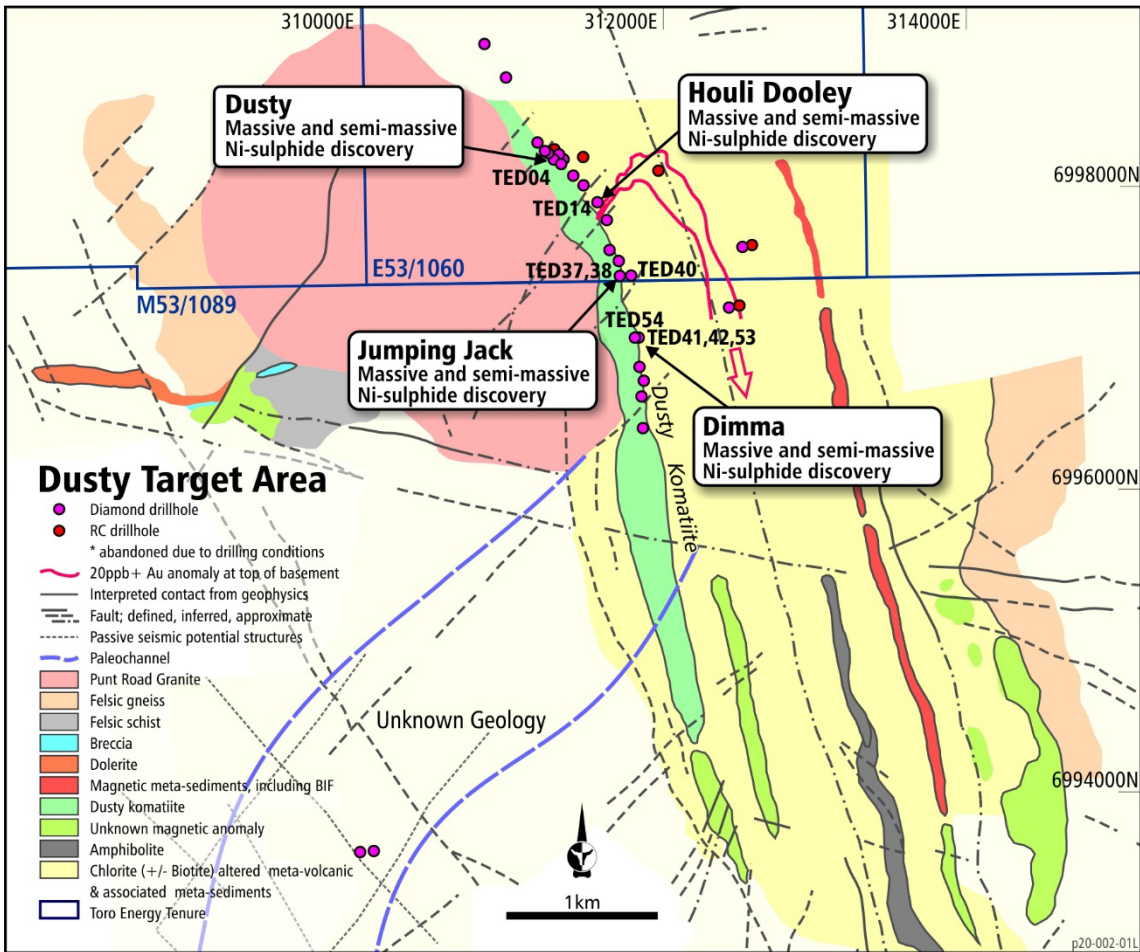 310000E
312000E
314000E
Dusty
Massive and semi-massive
Ni-sulphide discovery
Houli Dooley
Massive and semi-massive
Ni-sulphide discovery
TED04
TED14
6998000N
E53/1060
TED37,38
TED40
M53/1089
TED54
TED41,42,53
Jumping Jack
Massive and semi-massive
Ni-sulphide discovery
Dusty Komatiite
Dimma
Massive and semi-massive
Ni-sulphide discovery
6996000N
Dusty Target Area
Diamond drillhole
RC drillhole
* abandoned due to drilling conditions
20ppb+ Au anomaly at top of basement
Interpreted contact from geophysics
Fault; defined, inferred, approximate
Passive seismic potential structures
Paleochannel
Punt Road Granite
Felsic gneiss
Felsic schist
Breccia
Dolerite
Magnetic meta-sediments, including BIF
Dusty komatiite
Unknown magnetic anomaly
Amphibolite
Chlorite (+/- Biotite) altered meta-volcanic
& associated meta-sediments
Toro Energy Tenure
Unknown Geology
6994000N
1km
p20-002-01L